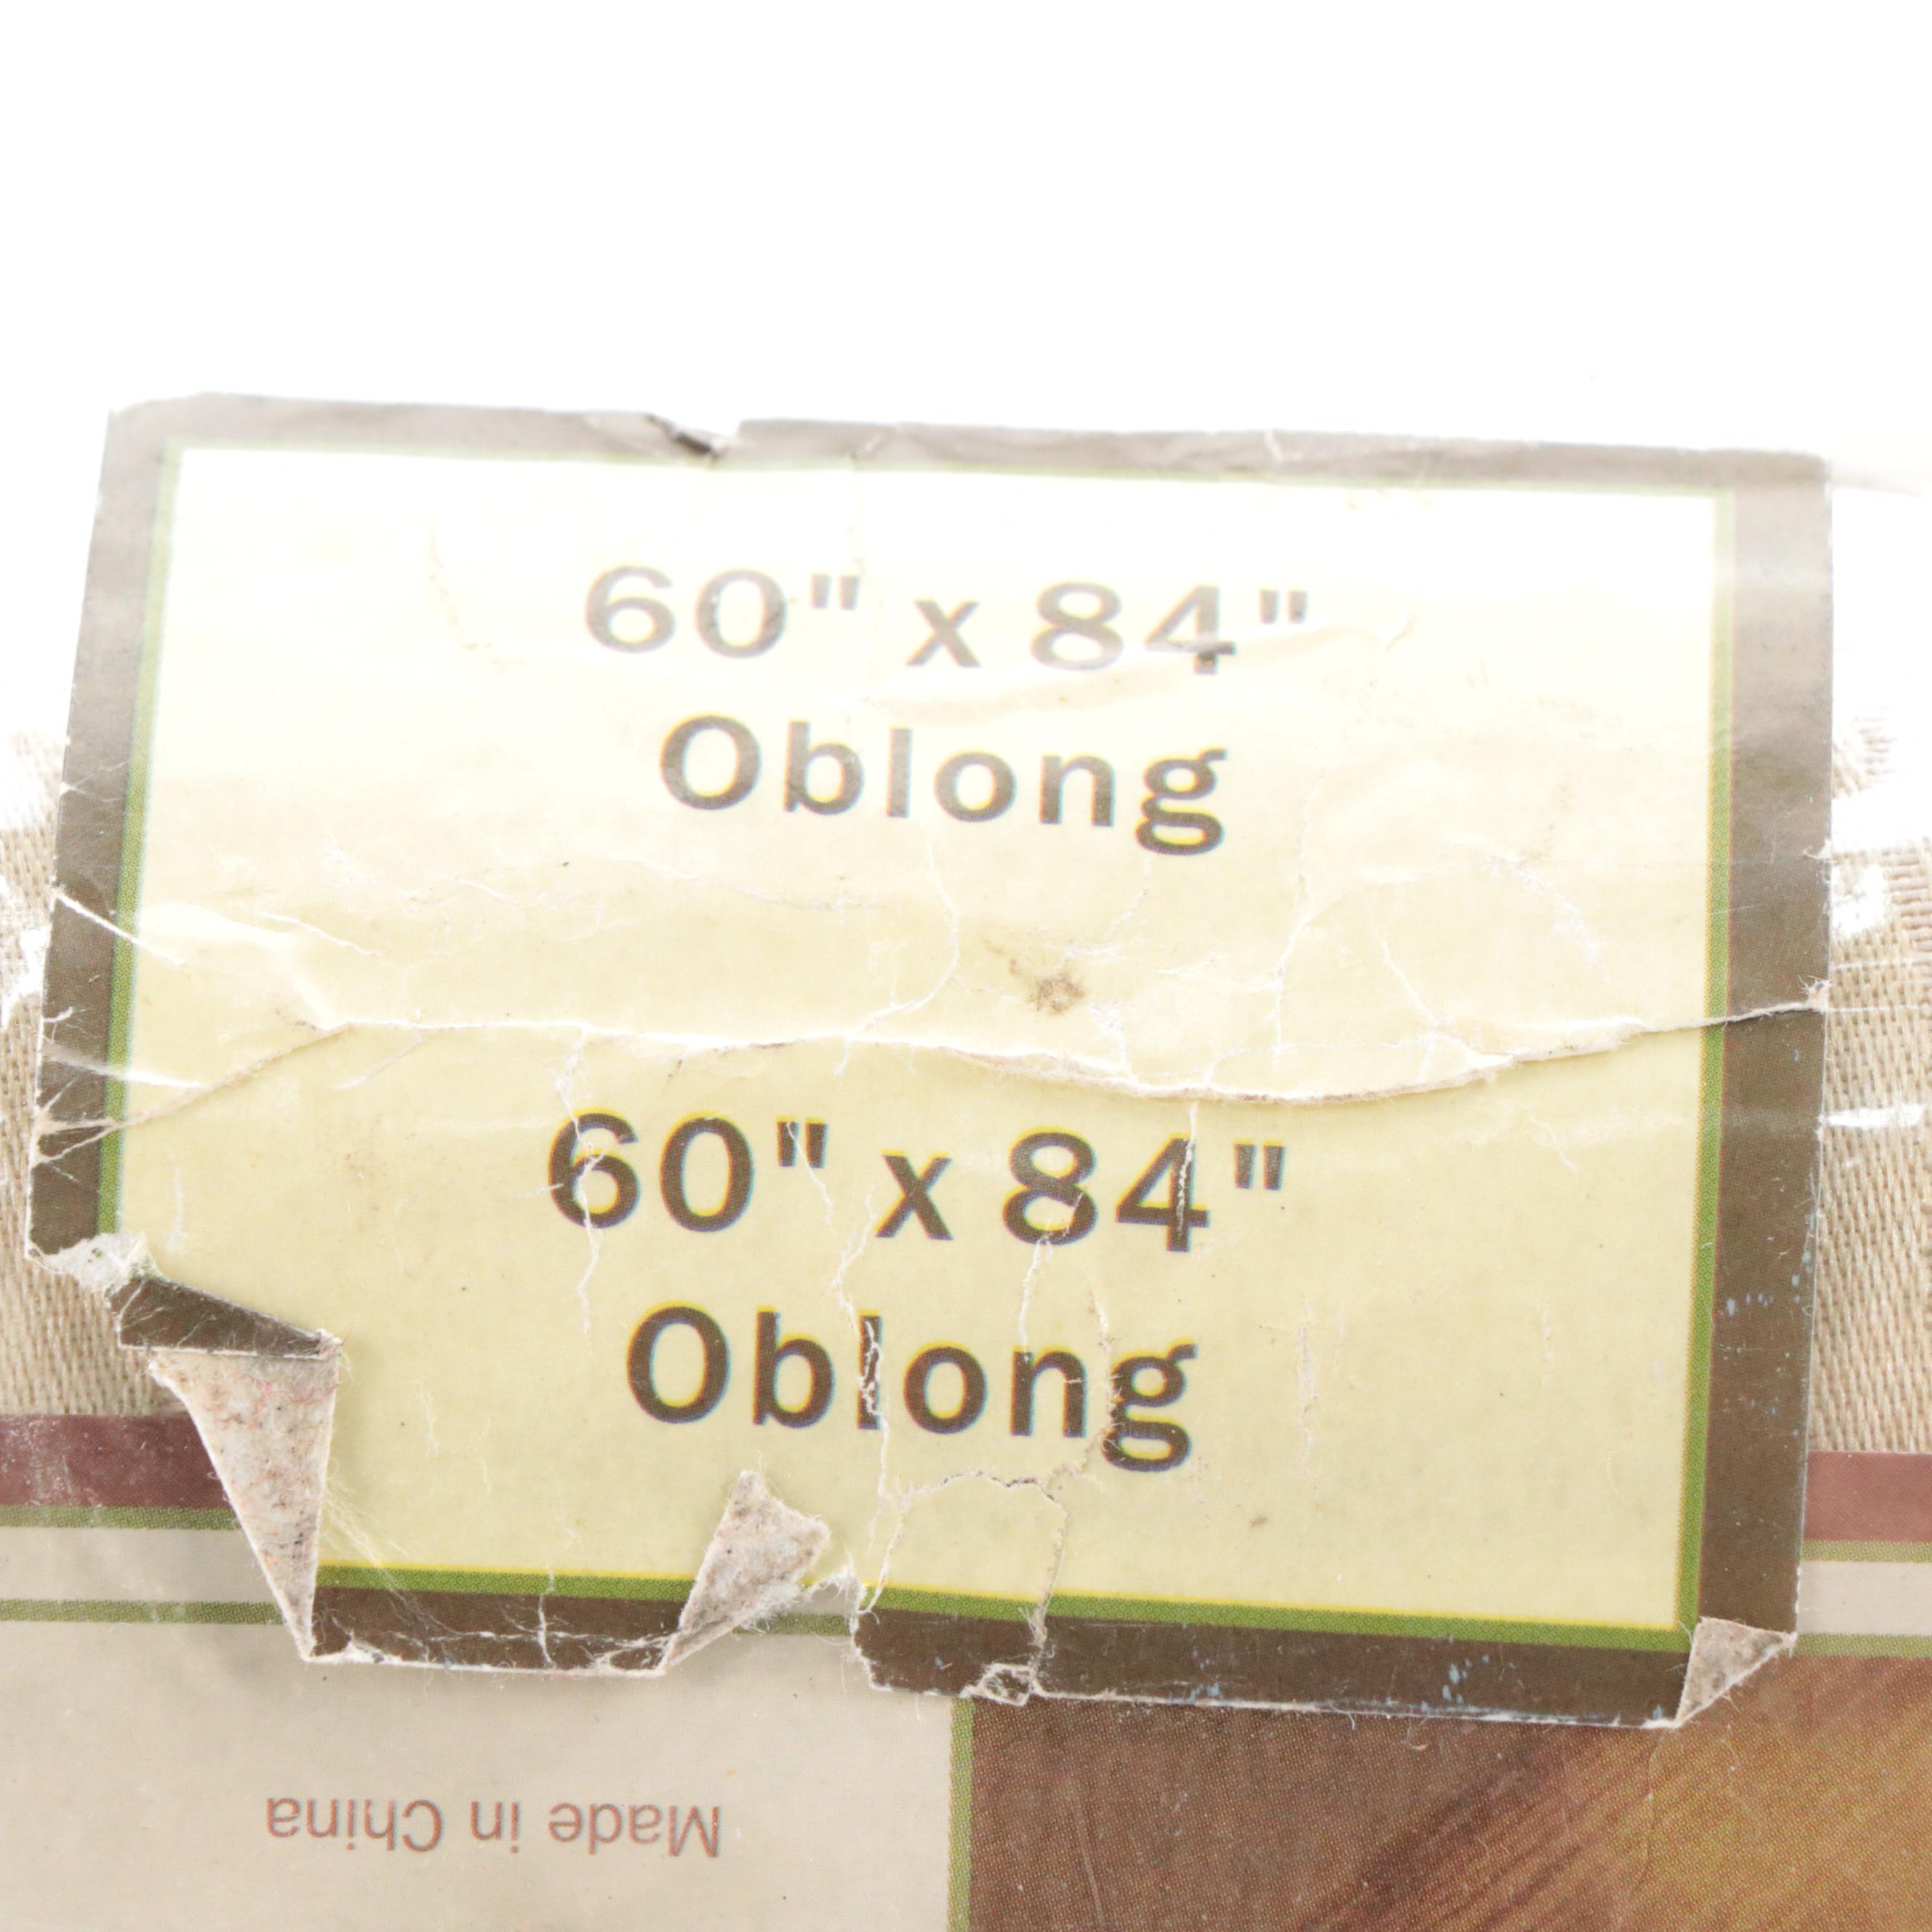 60" x 84"
Oblong
60" x 84"
Oblong
Made in China